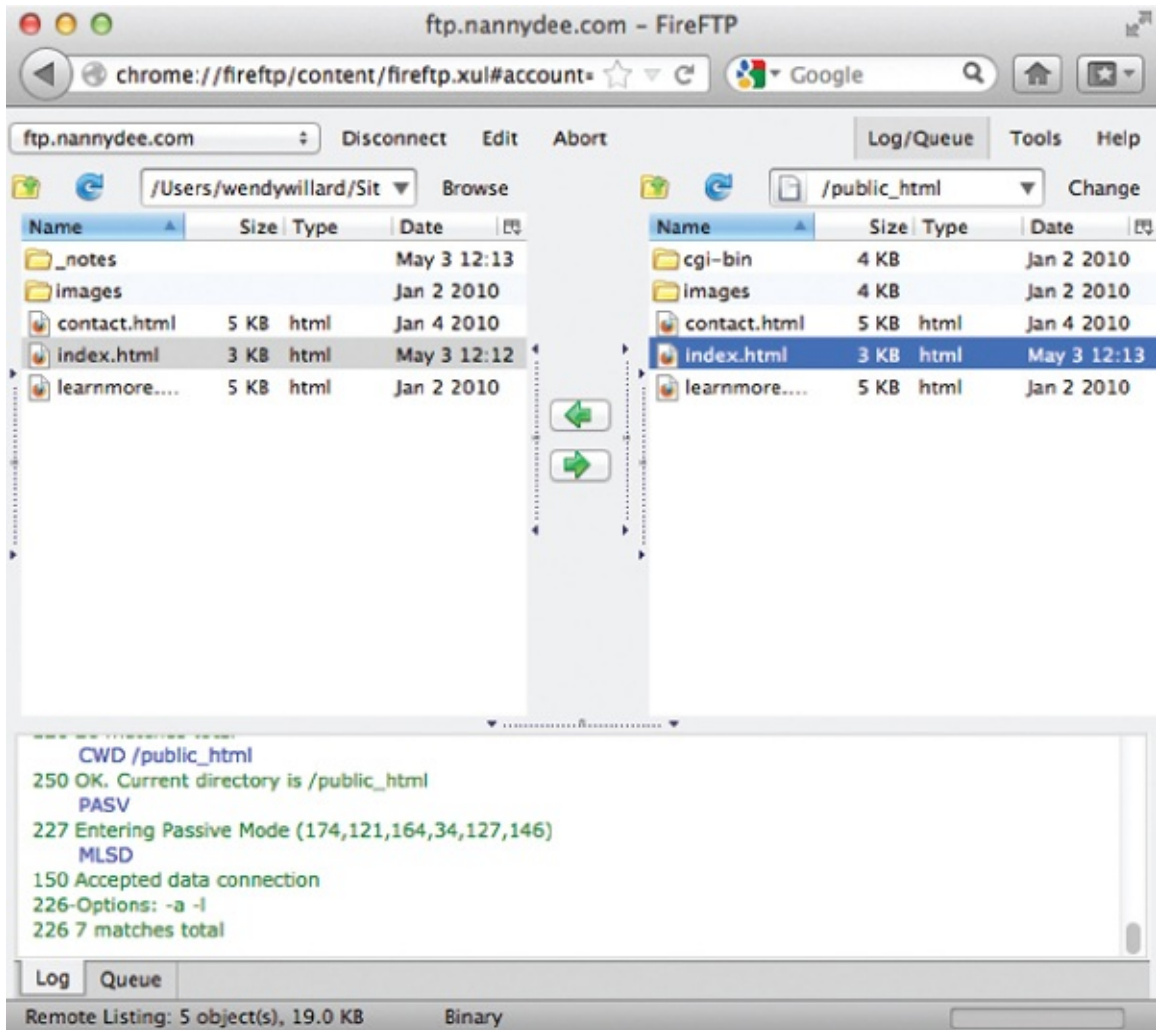 ftp.nannydee.com – FireFTP
chrome://fireftp/content/fireftp.xul#account= Google
ftp.nannydee.com Disconnect Edit Abort Log/Queue Tools Help
/Users/wendywillard/Sit Browse /public_html Change
Name Size Type Date
_notes May 3 12:13
images Jan 2 2010
contact.html 5 KB html Jan 4 2010
index.html 3 KB html May 3 12:12
learnmore.... 5 KB html Jan 2 2010
Name Size Type Date
cgi-bin 4 KB Jan 2 2010
images 4 KB Jan 2 2010
contact.html 5 KB html Jan 4 2010
index.html 3 KB html May 3 12:13
learnmore.... 5 KB html Jan 2 2010
CWD /public_html
250 OK. Current directory is /public_html
PASV
227 Entering Passive Mode (174,121,164,34,127,146)
MLSD
150 Accepted data connection
226-Options: -a -l
226 7 matches total
Log Queue
Remote Listing: 5 object(s), 19.0 KB Binary